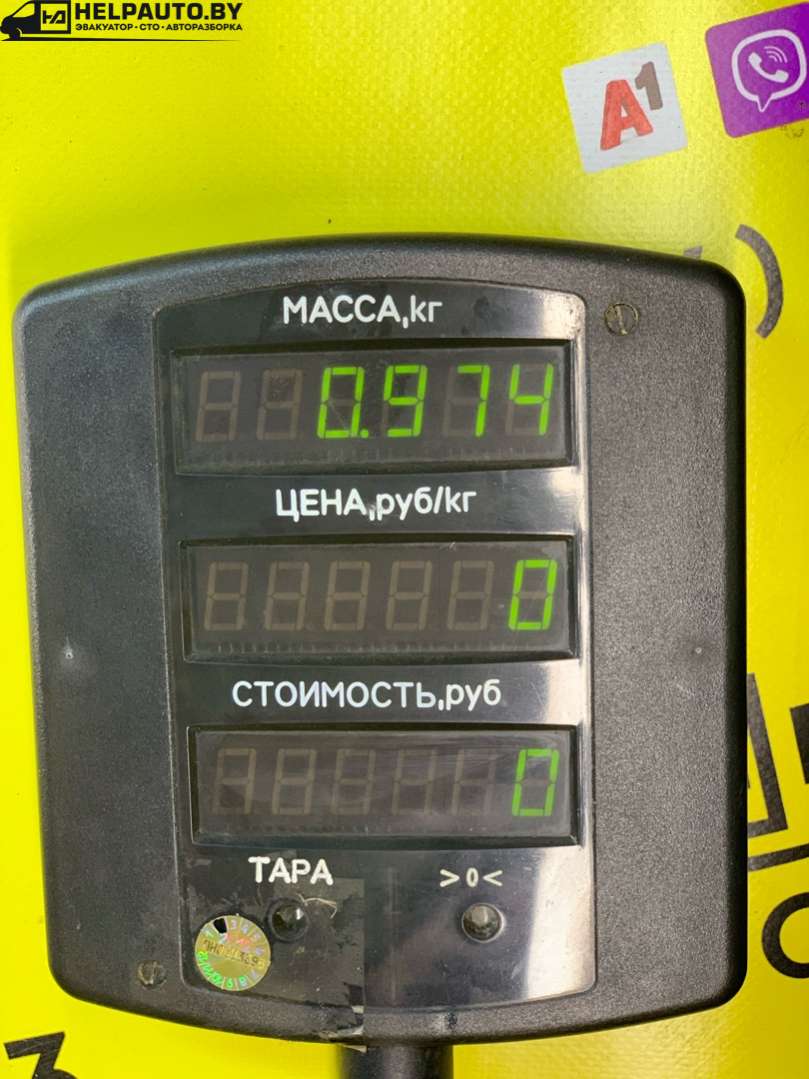 HELPAUTO.BY
ЭВАКУАТОР • СТО • АВТОРАЗБОРКА
A1
МАССА,кг
0.974
ЦЕНА,руб/кг
0
СТОИМОСТЬ,руб
0
ТАРА
>0<